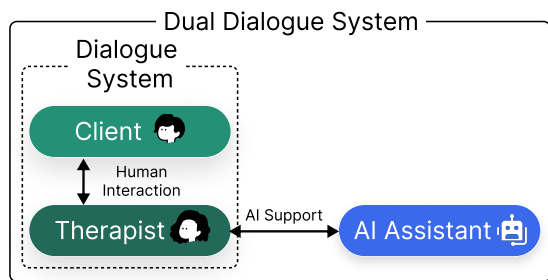 Dual Dialogue System
Dialogue
System
Client
Human
Interaction
Therapist
AI Support
AI Assistant